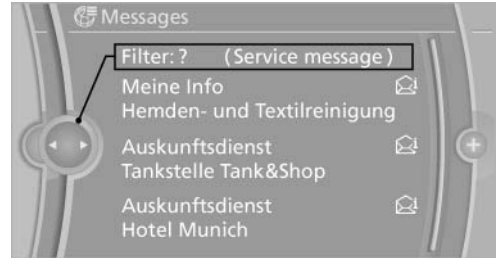 Messages
Filter: ? (Service message)
Meine Info
Hemden- und Textilreinigung
Auskunftsdienst
Tankstelle Tank&Shop
Auskunftsdienst
Hotel Munich